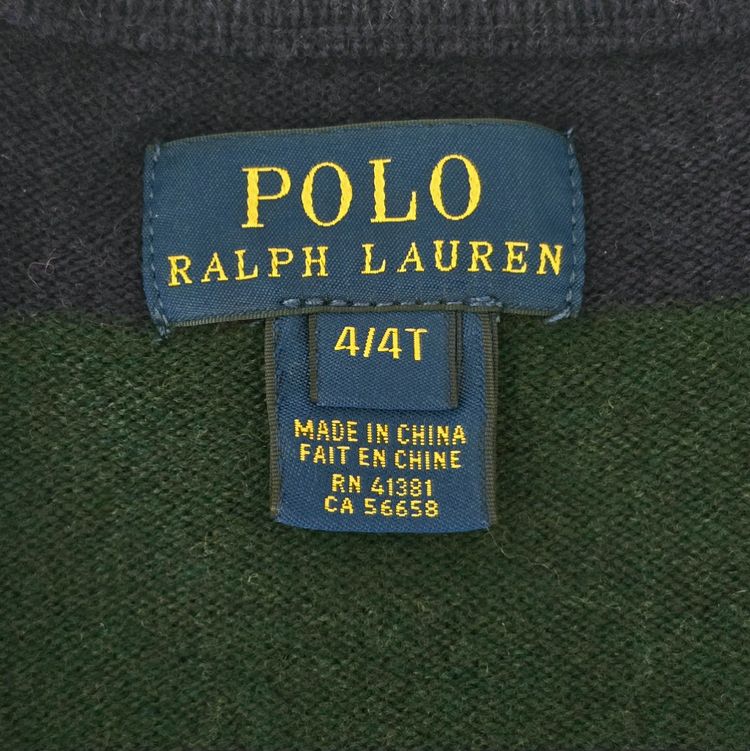 POLO
RALPH LAUREN
4/4T
MADE IN CHINA
FAIT EN CHINE
RN 41381
CA 56658